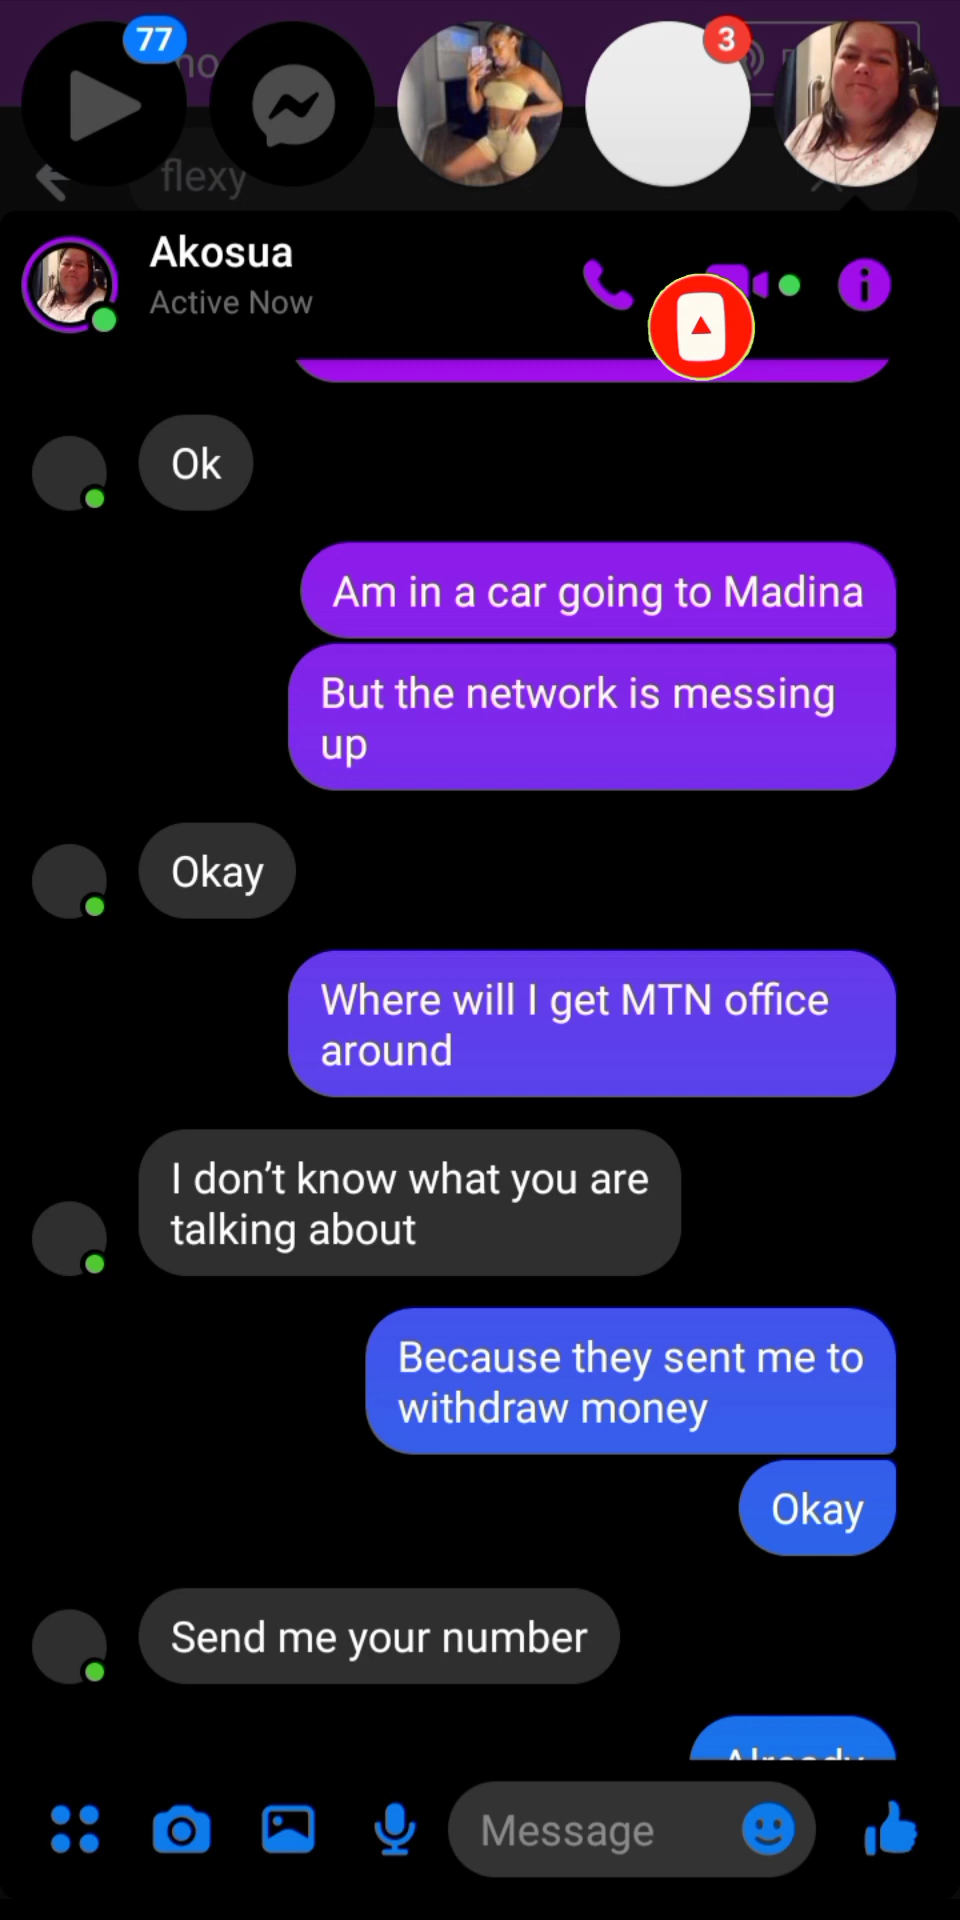 77
3
flexy
Akosua
Active Now
Ok
Am in a car going to Madina
But the network is messing
up
Okay
Where will I get MTN office
around
I don’t know what you are
talking about
Because they sent me to
withdraw money
Okay
Send me your number
Already
Message